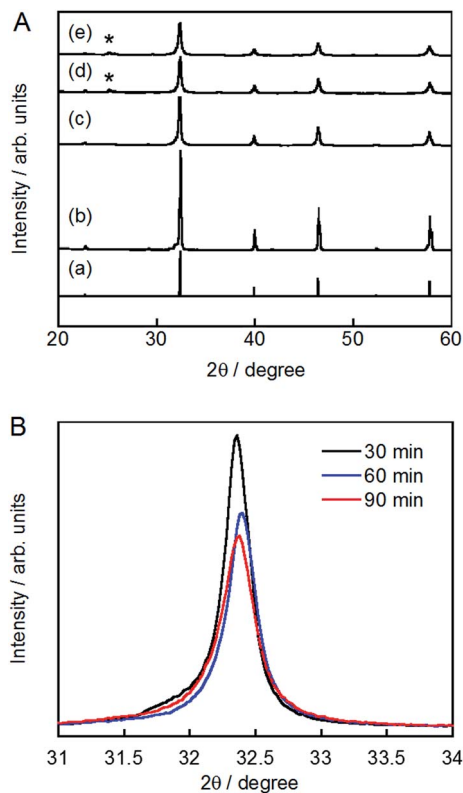 A
(e)
*
(d)
*
(c)
(b)
(a)
Intensity / arb. units
20 30 40 50 60
2θ / degree
B
30 min
60 min
90 min
Intensity / arb. units
31 31.5 32 32.5 33 33.5 34
2θ / degree